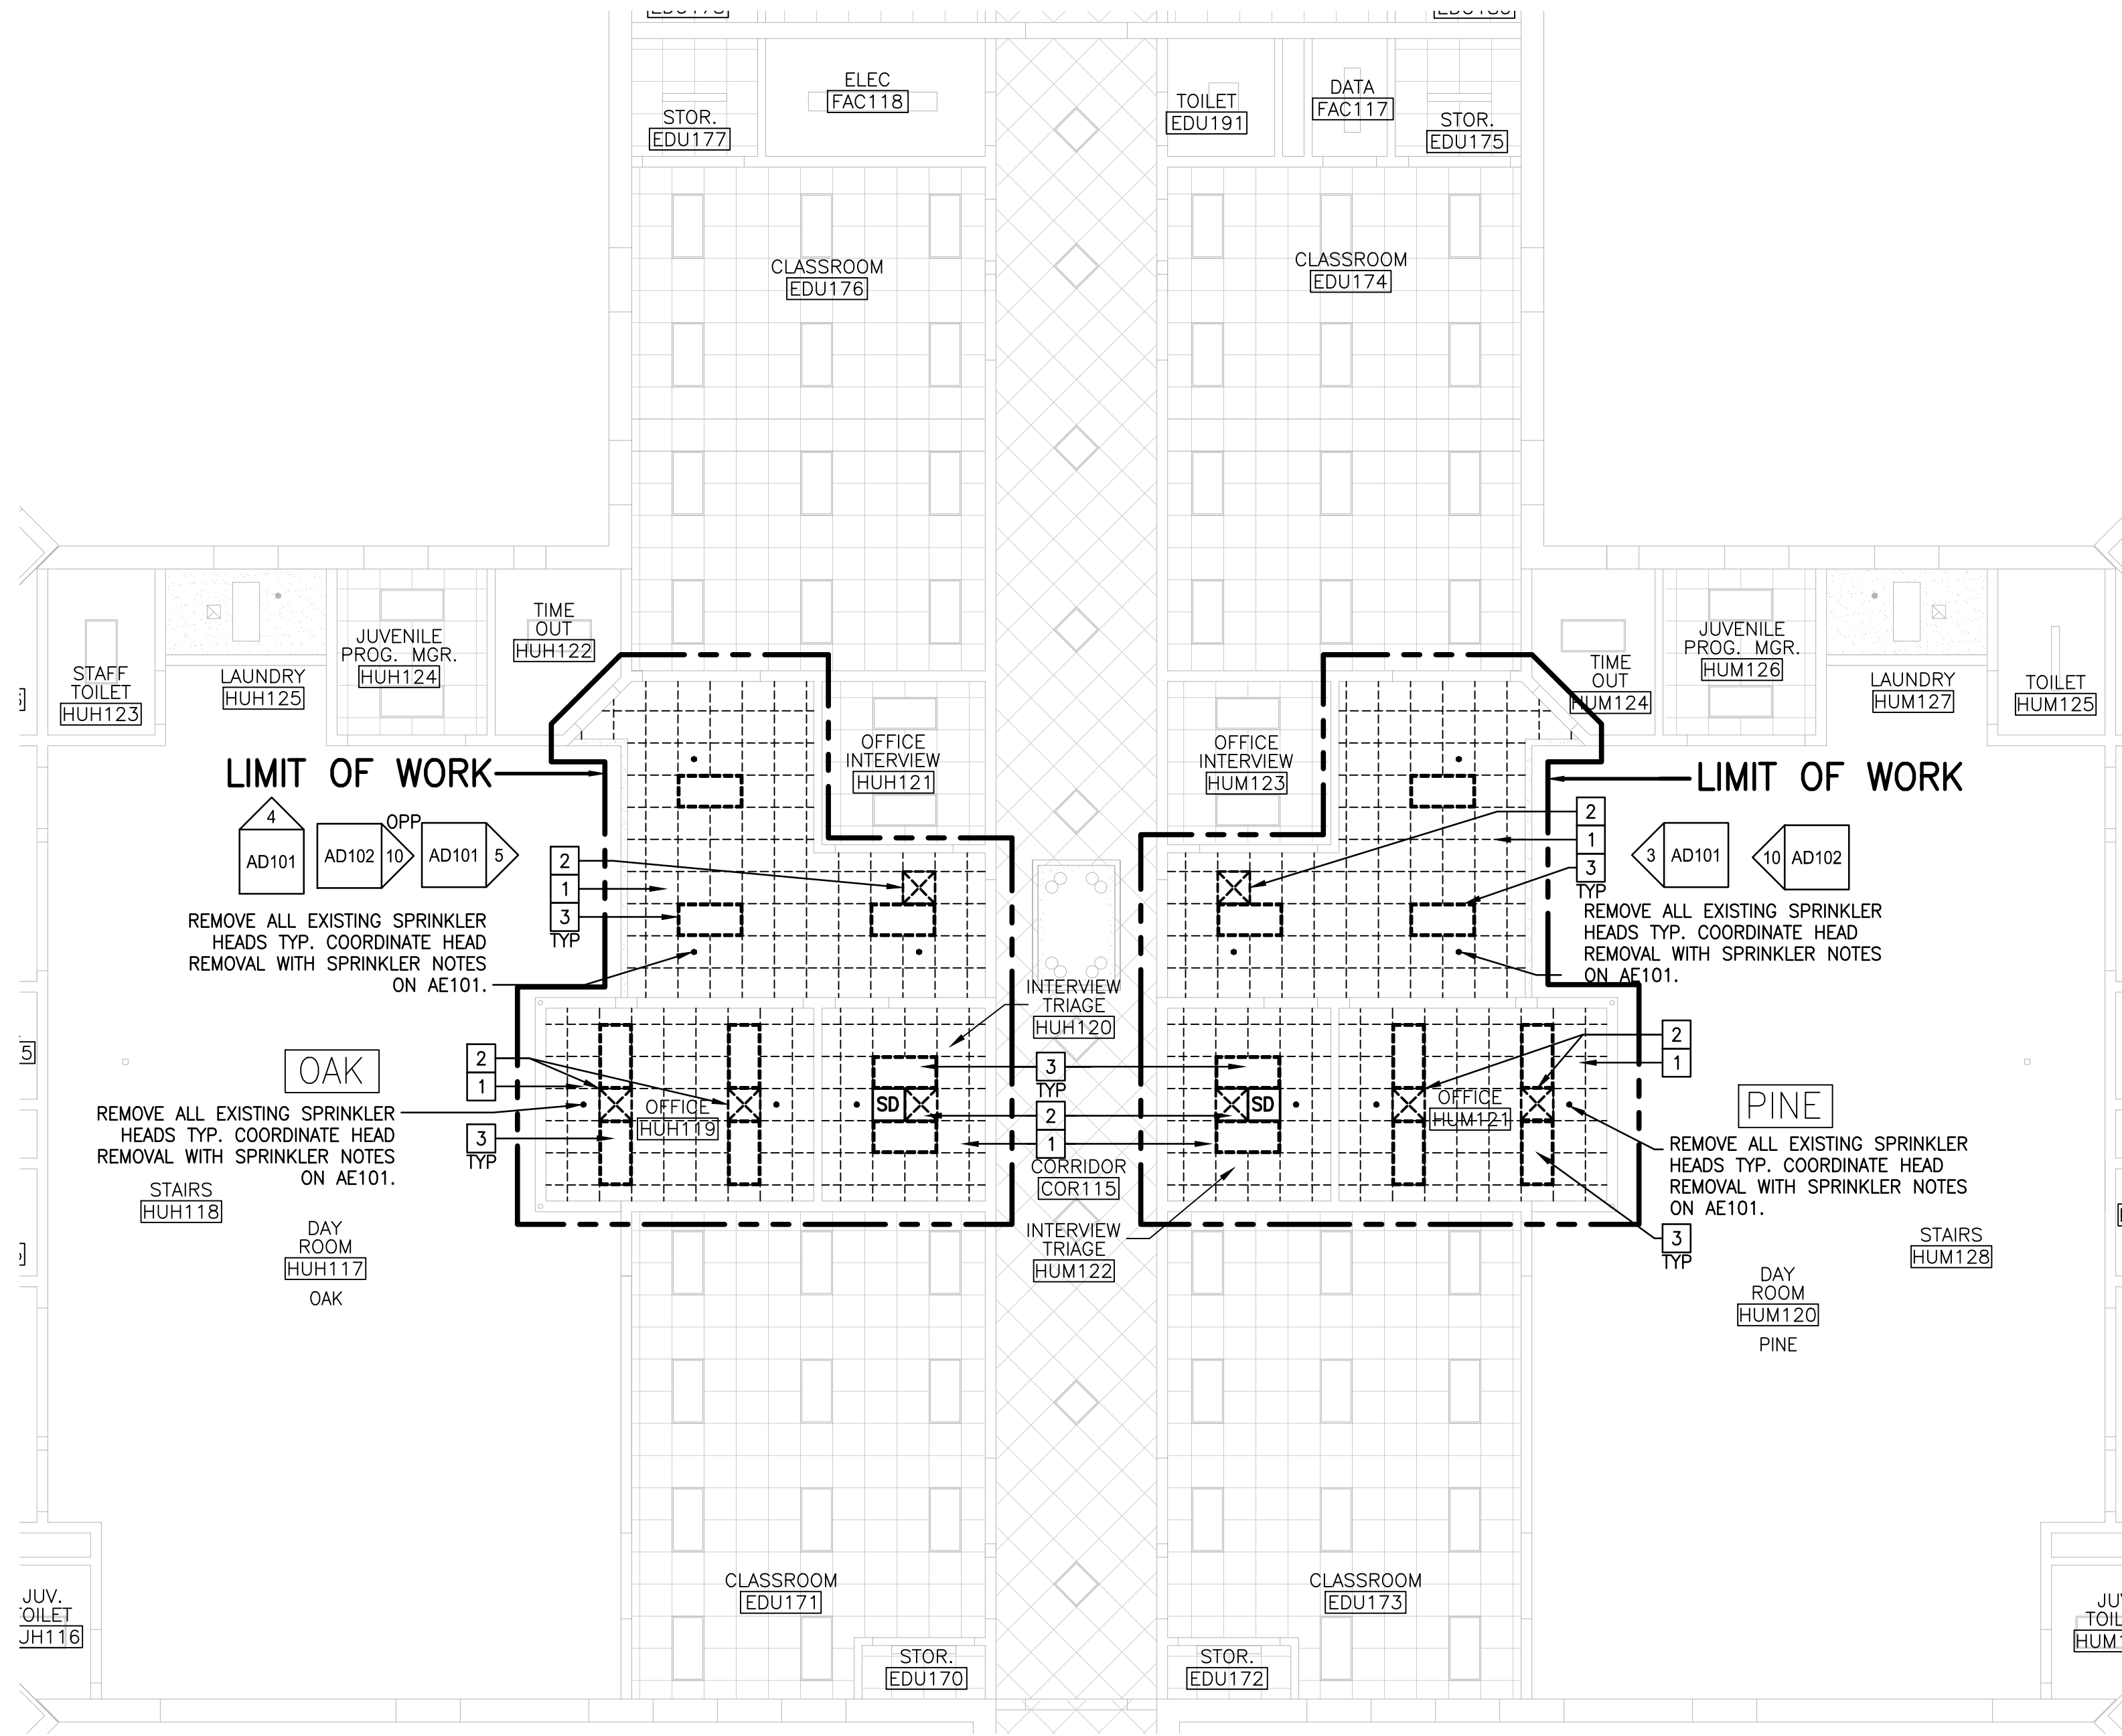 ELEC
FAC118
STOR.
EDU177
TOILET
EDU191
DATA
FAC117
STOR.
EDU175
CLASSROOM
EDU176
CLASSROOM
EDU174
STAFF
TOILET
HUH123
LAUNDRY
HUH125
JUVENILE
PROG. MGR.
HUH124
TIME
OUT
HUH122
TIME
OUT
HUM124
JUVENILE
PROG. MGR.
HUM126
LAUNDRY
HUM127
TOILET
HUM125
OFFICE
INTERVIEW
HUH121
OFFICE
INTERVIEW
HUM123
LIMIT OF WORK
LIMIT OF WORK
4
AD101
OPP
AD102 10
AD101 5
2
1
3
TYP
REMOVE ALL EXISTING SPRINKLER
HEADS TYP. COORDINATE HEAD
REMOVAL WITH SPRINKLER NOTES
ON AE101.
2
1
3
TYP
3 AD101
10 AD102
REMOVE ALL EXISTING SPRINKLER
HEADS TYP. COORDINATE HEAD
REMOVAL WITH SPRINKLER NOTES
ON AE101.
INTERVIEW
TRIAGE
HUH120
OAK
2
1
REMOVE ALL EXISTING SPRINKLER
HEADS TYP. COORDINATE HEAD
REMOVAL WITH SPRINKLER NOTES
ON AE101.
3
TYP
OFFICE
HUH119
SD
3
TYP
2
1
SD
OFFICE
HUM121
2
1
PINE
REMOVE ALL EXISTING SPRINKLER
HEADS TYP. COORDINATE HEAD
REMOVAL WITH SPRINKLER NOTES
ON AE101.
3
TYP
CORRIDOR
COR115
STAIRS
HUH118
DAY
ROOM
HUH117
OAK
INTERVIEW
TRIAGE
HUM122
STAIRS
HUM128
DAY
ROOM
HUM120
PINE
CLASSROOM
EDU171
CLASSROOM
EDU173
JUV.
STOR.
EDU170
STOR.
EDU172